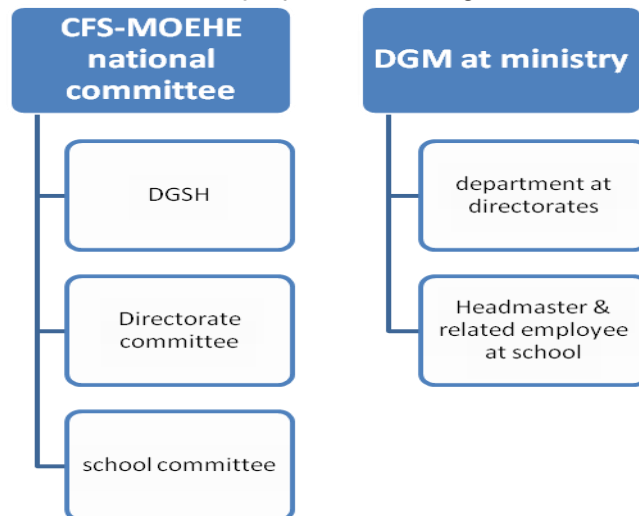 CFS-MOEHE
national
committee
DGSH
Directorate
committee
school committee
DGM at ministry
department at
directorates
Headmaster &
related employee
at school